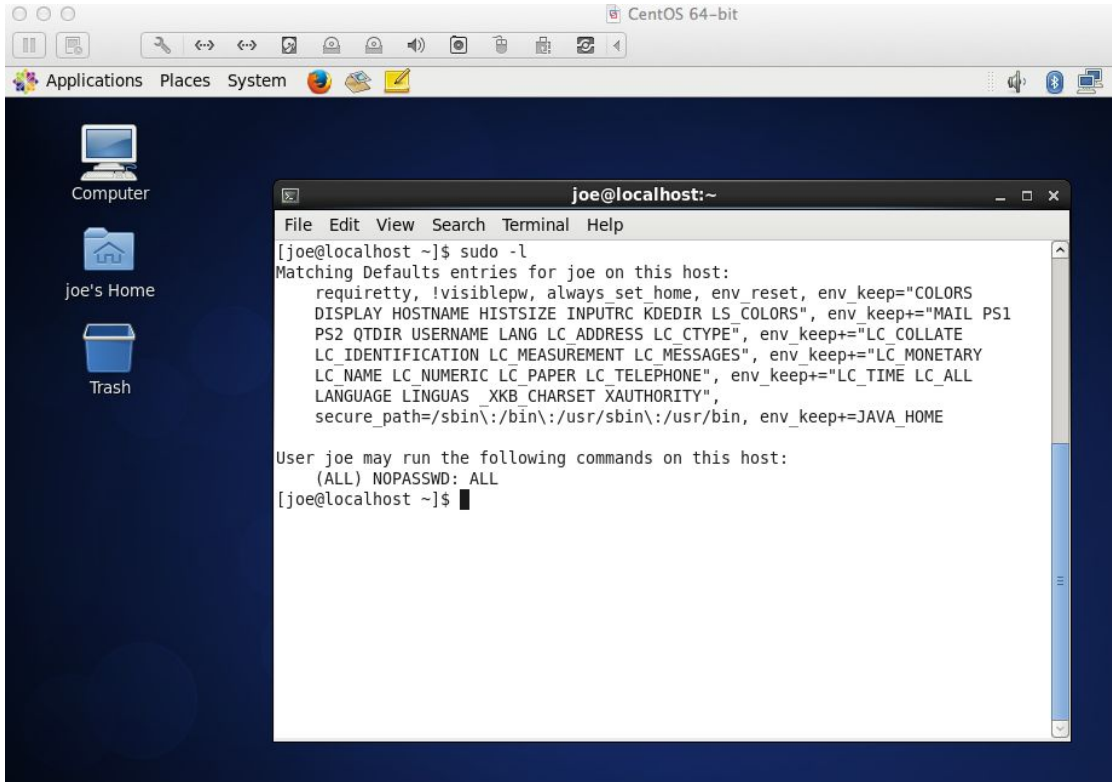 CentOS 64-bit
Applications Places System
Computer
joe's Home
Trash
joe@localhost:~
File Edit View Search Terminal Help
[joe@localhost ~]$ sudo -l
Matching Defaults entries for joe on this host:
requiretty, !visiblepw, always_set_home, env_reset, env_keep="COLORS
DISPLAY HOSTNAME HISTSIZE INPUTRC KDEDIR LS_COLORS", env_keep+="MAIL PS1
PS2 QTDIR USERNAME LANG LC_ADDRESS LC_CTYPE", env_keep+="LC_COLLATE
LC_IDENTIFICATION LC_MEASUREMENT LC_MESSAGES", env_keep+="LC_MONETARY
LC_NAME LC_NUMERIC LC_PAPER LC_TELEPHONE", env_keep+="LC_TIME LC_ALL
LANGUAGE LINGUAS _XKB_CHARSET XAUTHORITY",
secure_path=/sbin\:/bin\:/usr/sbin\:/usr/bin, env_keep+=JAVA_HOME
User joe may run the following commands on this host:
(ALL) NOPASSWD: ALL
[joe@localhost ~]$